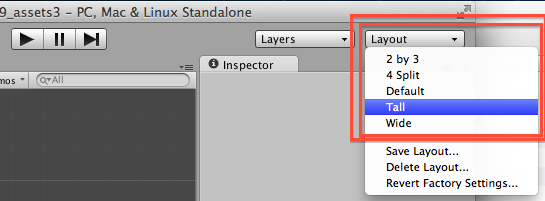 9_assets3 – PC, Mac & Linux Standalone
Layers
Layout
Inspector
mos
All
2 by 3
4 Split
Default
Tall
Wide
Save Layout...
Delete Layout...
Revert Factory Settings...